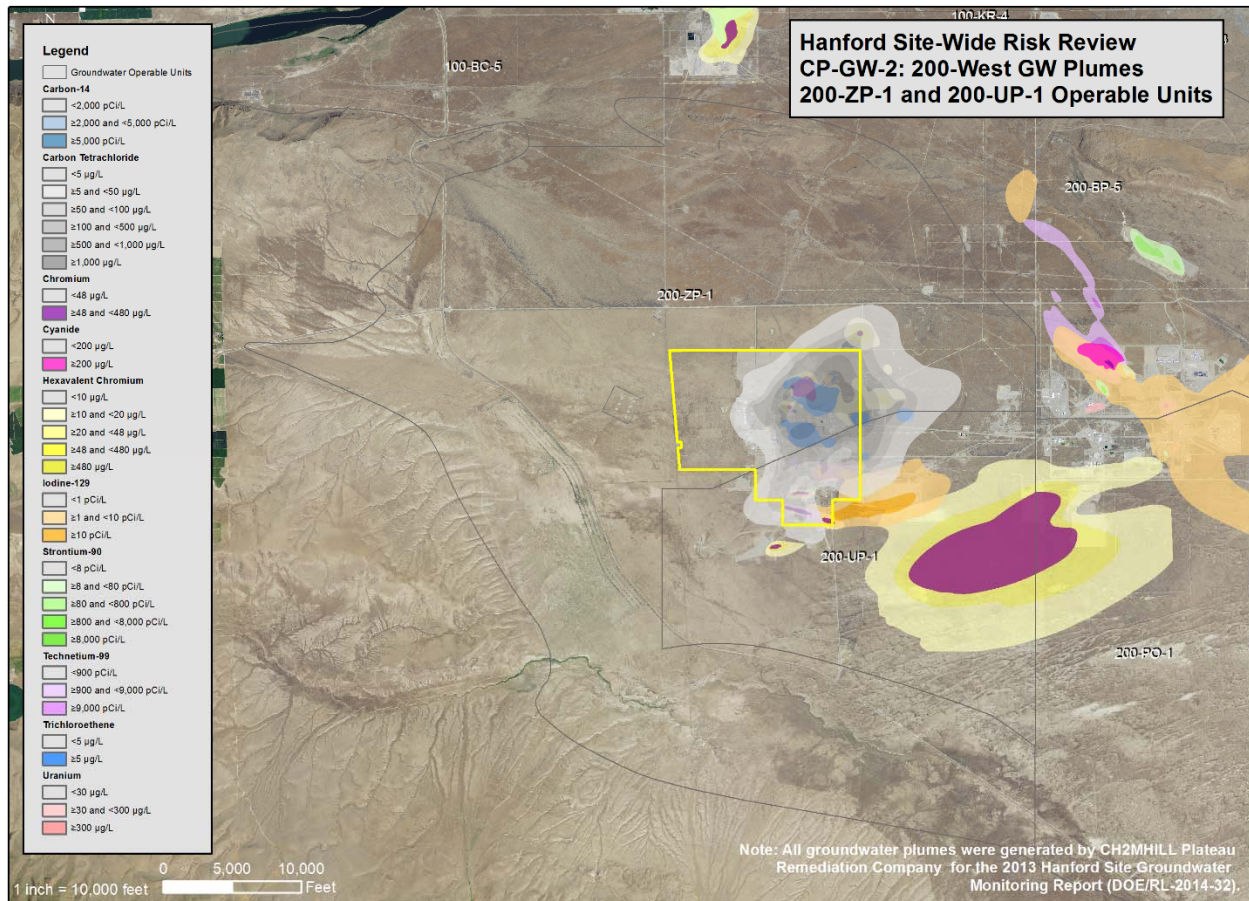 N
Legend
Groundwater Operable Units
Carbon-14
<2,000 pCi/L
≥2,000 and <5,000 pCi/L
≥5,000 pCi/L
Carbon Tetrachloride
<5 µg/L
≥5 and <50 µg/L
≥50 and <100 µg/L
≥100 and <500 µg/L
≥500 and <1,000 µg/L
≥1,000 µg/L
Chromium
<48 µg/L
≥48 and <480 µg/L
Cyanide
<200 µg/L
≥200 µg/L
Hexavalent Chromium
<10 µg/L
≥10 and <20 µg/L
≥20 and <48 µg/L
≥48 and <480 µg/L
≥480 µg/L
Iodine-129
<1 pCi/L
≥1 and <10 pCi/L
≥10 pCi/L
Strontium-90
<8 pCi/L
≥8 and <80 pCi/L
≥80 and <800 pCi/L
≥800 and <8,000 pCi/L
≥8,000 pCi/L
Technetium-99
<900 pCi/L
≥900 and <9,000 pCi/L
≥9,000 pCi/L
Trichloroethene
<5 µg/L
≥5 µg/L
Uranium
<30 µg/L
≥30 and <300 µg/L
≥300 µg/L
100-KR-4
Hanford Site-Wide Risk Review
CP-GW-2: 200-West GW Plumes
200-ZP-1 and 200-UP-1 Operable Units
100-BC-5
200-BP-5
200-ZP-1
200-UP-1
200-PO-1
0 5,000 10,000
1 inch = 10,000 feet
Feet
Note: All groundwater plumes were generated by CH2MHILL Plateau
Remediation Company for the 2013 Hanford Site Groundwater
Monitoring Report (DOE/RL-2014-32).